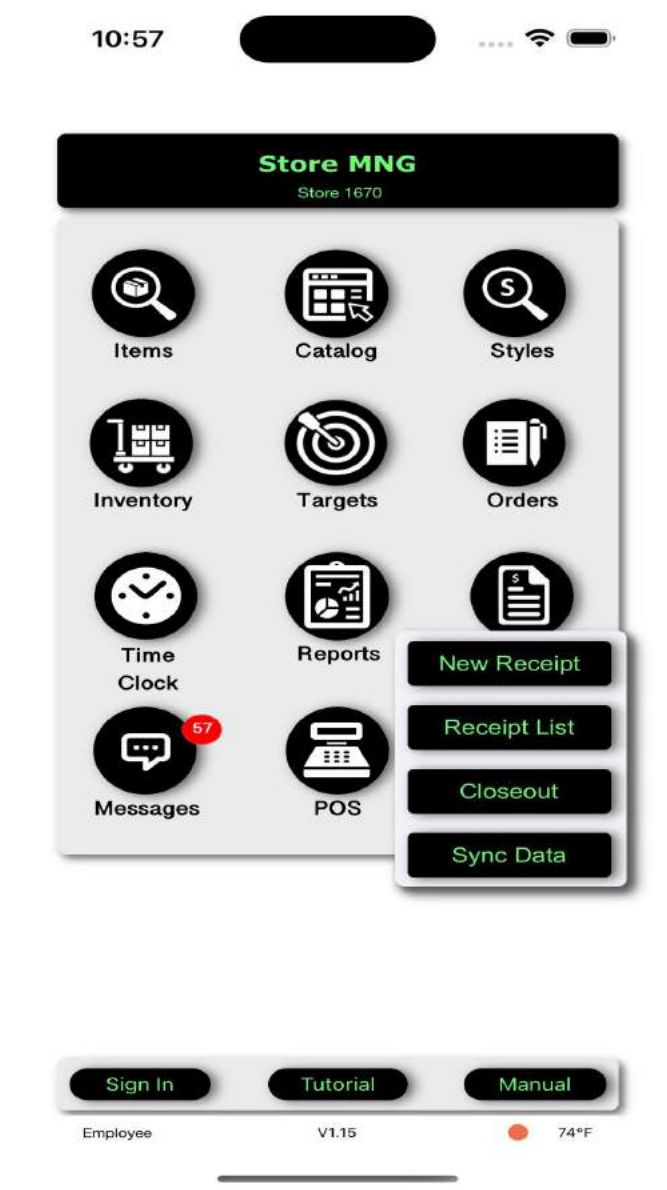 10:57
Store MNG
Store 1670
S
Items
Catalog
Styles
Inventory
Targets
Orders
$
Time
Clock
Reports
New Receipt
57
Receipt List
Messages
POS
Closeout
Sync Data
Sign In
Tutorial
Manual
Employee
V1.15
74°F